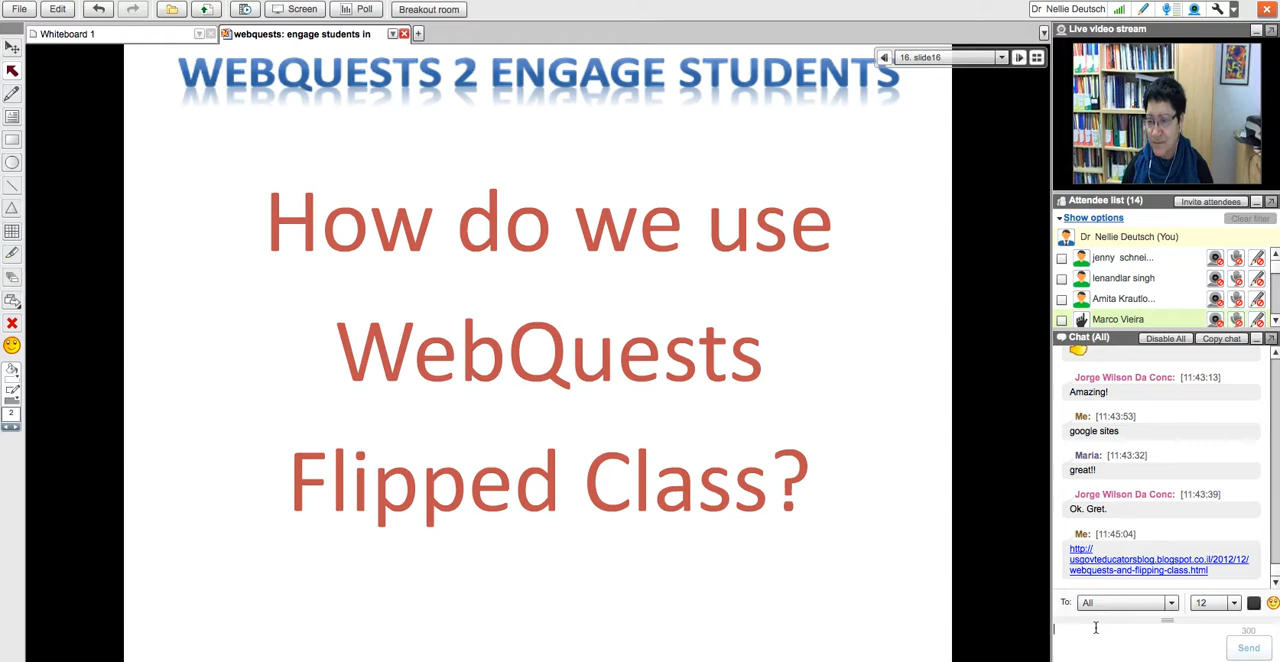 File Edit Screen Poll Breakout room Dr Nellie Deutsch
Whiteboard 1 webquests: engage students in
Live video stream
16. slide16
WEBQUESTS 2 ENGAGE STUDENTS
How do we use
WebQuests
Flipped Class?
2
Attendee list (14) Invite attendees
Show options Clear filter
Dr Nellie Deutsch (You)
jenny schnei...
lenandlar singh
Amita Krautlo...
Marco Vieira
Chat (All) Disable All Copy chat
Jorge Wilson Da Conc: [11:43:13]
Amazing!
Me: [11:43:53]
google sites
Maria: [11:43:32]
great!!
Jorge Wilson Da Conc: [11:43:39]
Ok. Gret.
Me: [11:45:04]
http://
usgovteducatorsblog.blogspot.co.il/2012/12/
webquests-and-flipping-class.html
To: All 12
300
Send